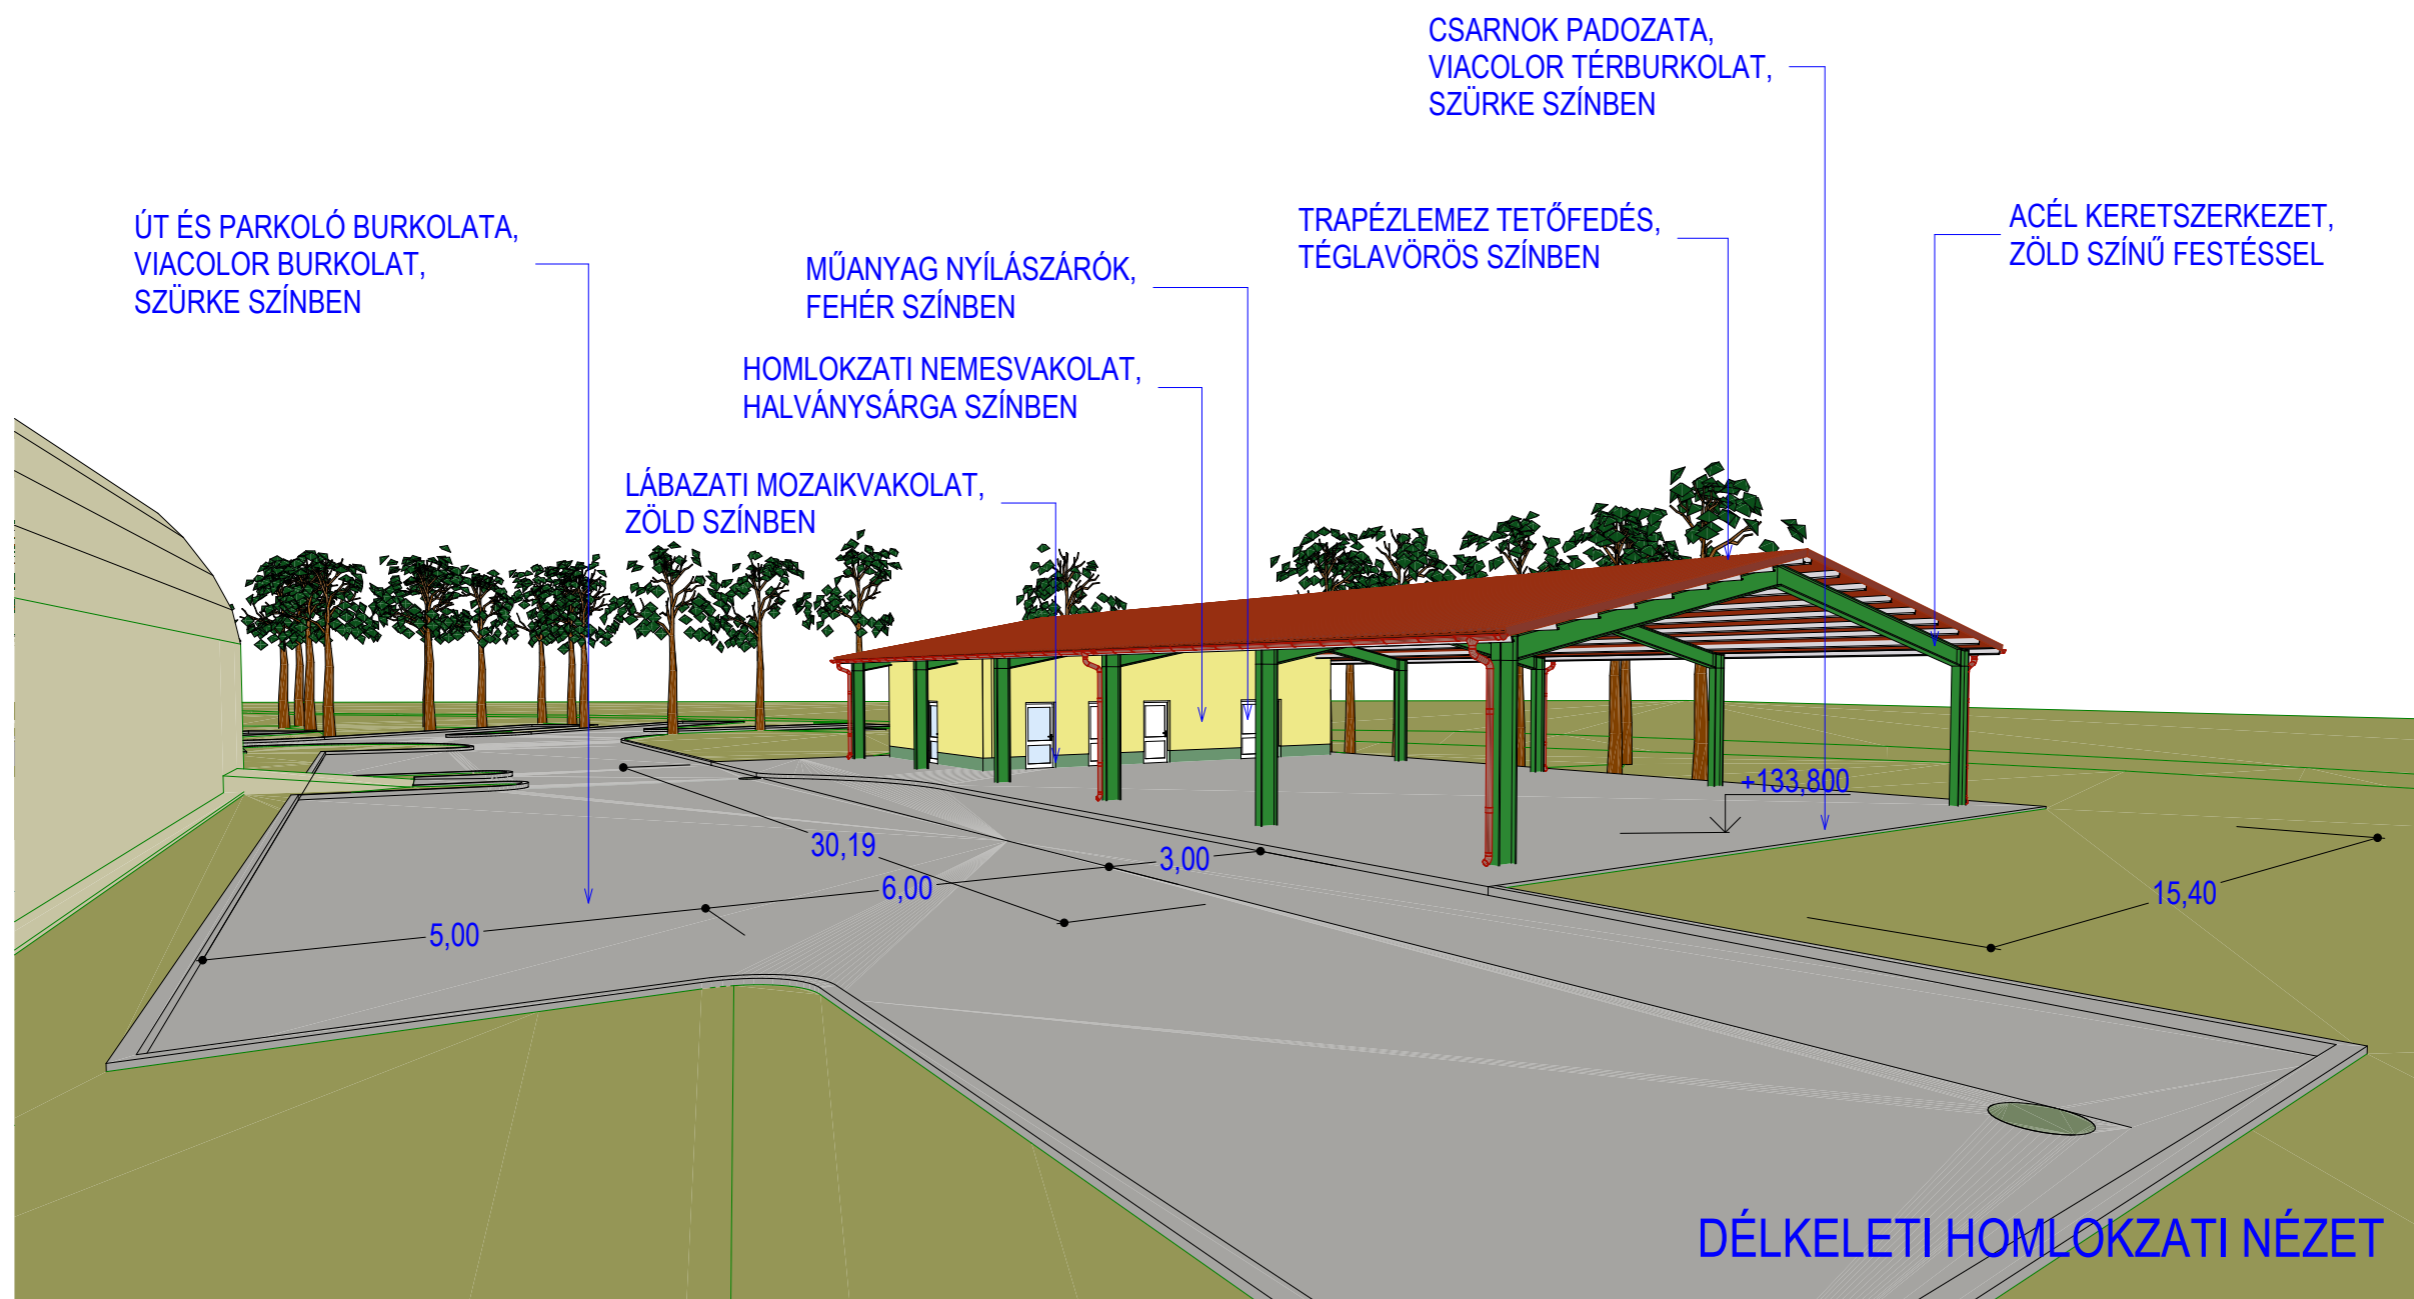 CSARNOK PADOZATA,
VIACOLOR TÉRBURKOLAT,
SZÜRKE SZÍNBEN
ÚT ÉS PARKOLÓ BURKOLATA,
VIACOLOR BURKOLAT,
SZÜRKE SZÍNBEN
MŰANYAG NYÍLÁSZÁRÓK,
FEHÉR SZÍNBEN
TRAPÉZLEMEZ TETŐFEDÉS,
TÉGLAVÖRÖS SZÍNBEN
ACÉL KERETSZERKEZET,
ZÖLD SZÍNŰ FESTÉSSEL
HOMLOKZATI NEMESVAKOLAT,
HALVÁNYSÁRGA SZÍNBEN
LÁBAZATI MOZAIKVAKOLAT,
ZÖLD SZÍNBEN
+133,800
30,19
3,00
6,00
15,40
5,00
DÉLKELETI HOMLOKZATI NÉZET